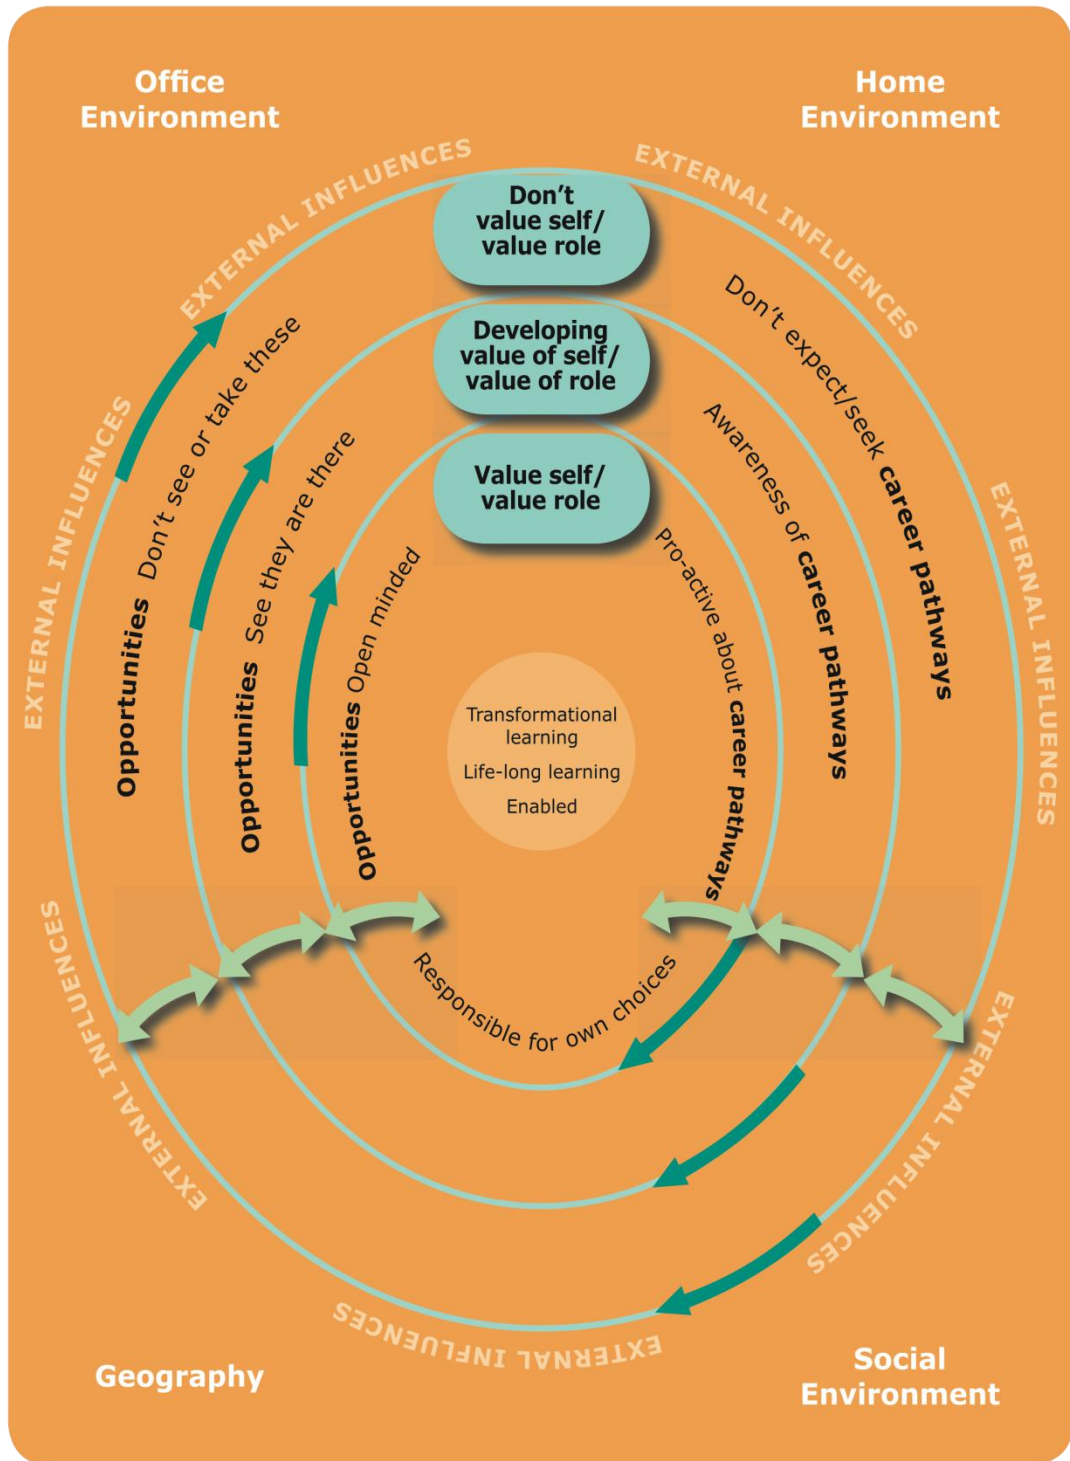 Office
Environment
Home
Environment
EXTERNAL INFLUENCES
EXTERNAL INFLUENCES
EXTERNAL INFLUENCES
EXTERNAL INFLUENCES
EXTERNAL INFLUENCES
EXTERNAL INFLUENCES
EXTERNAL INFLUENCES
Don't
value self/
value role
Developing
value of self/
value of role
Value self/
value role
Opportunities Don't see or take these
Opportunities See they are there
Opportunities Open minded
Don't expect/seek career pathways
Awareness of career pathways
Pro-active about career pathways
Transformational
learning
Life-long learning
Enabled
Responsible for own choices
Geography
Social
Environment